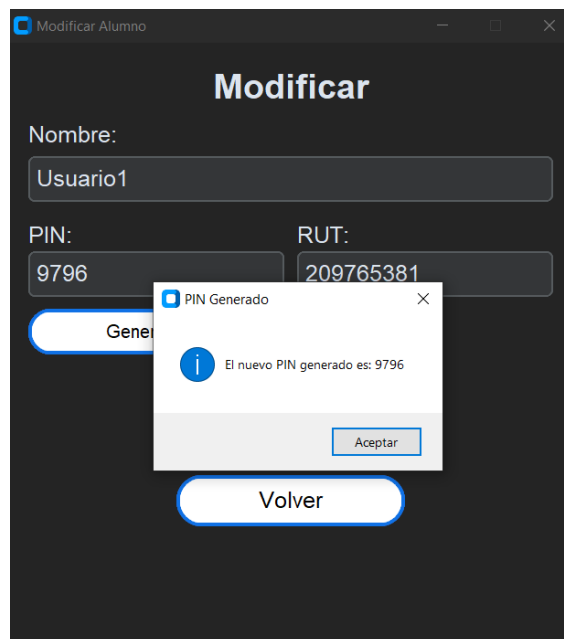 Modificar Alumno
Modificar
Nombre:
Usuario1
PIN: RUT:
9796 209765381
PIN Generado
El nuevo PIN generado es: 9796
Aceptar
Volver